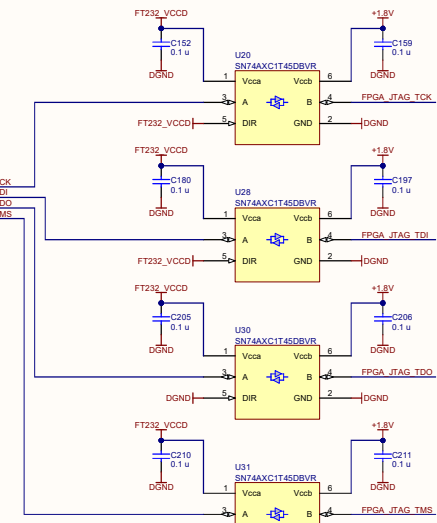 FT232_VCCD +1.8V
C152 0.1 u C159 0.1 u
DGND DGND
U20
SN74AXC1T45DBVR
1 Vcca Vccb 6
3 A B 4 FPGA_JTAG_TCK
FT232_VCCD 5 DIR GND 2 DGND
FT232_VCCD +1.8V
C180 0.1 u C197 0.1 u
CK
DI
DO
MS
DGND DGND
U28
SN74AXC1T45DBVR
1 Vcca Vccb 6
3 A B 4 FPGA_JTAG_TDI
FT232_VCCD 5 DIR GND 2 DGND
FT232_VCCD +1.8V
C205 0.1 u C206 0.1 u
DGND DGND
U30
SN74AXC1T45DBVR
1 Vcca Vccb 6
3 A B 4 FPGA_JTAG_TDO
DGND 5 DIR GND 2 DGND
FT232_VCCD +1.8V
C210 0.1 u C211 0.1 u
DGND DGND
U31
SN74AXC1T45DBVR
1 Vcca Vccb 6
3 A B 4 FPGA_JTAG_TMS